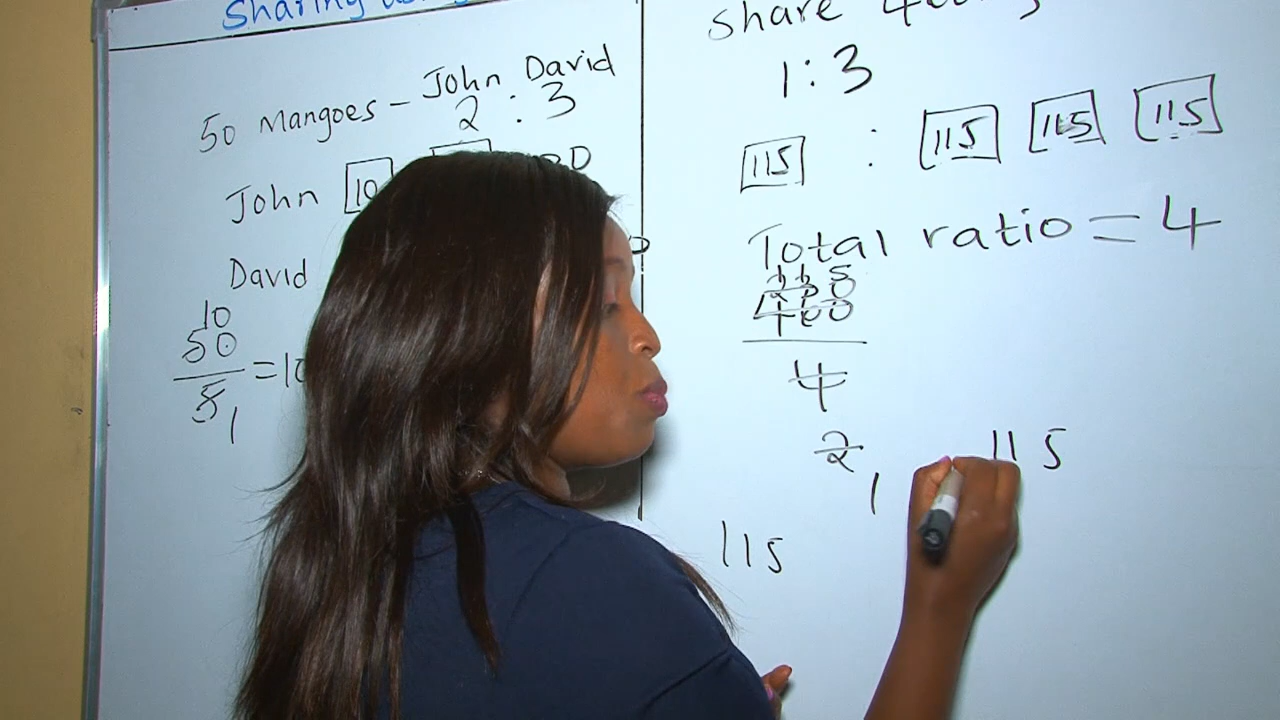 Sharing
50 Mangoes - John David
2 : 3
John 10
David
10
50
5
1
= 10
share
1 : 3
115 : 115 115 115
Total ratio = 4
115
4
2
1
115
115